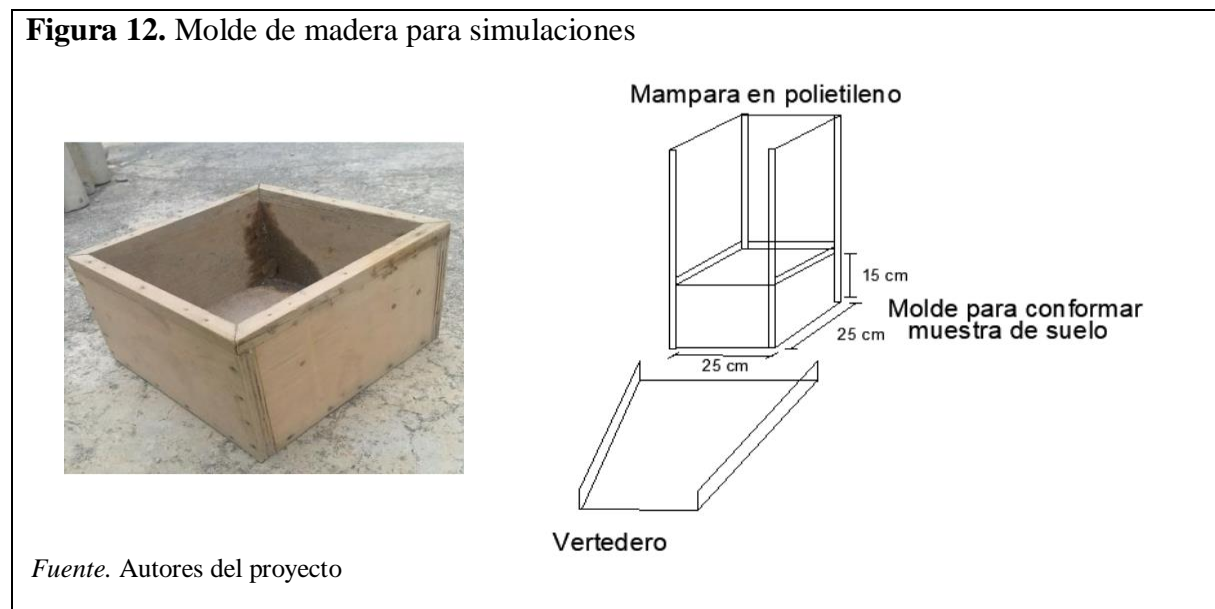 Figura 12. Molde de madera para simulaciones
Mampara en polietileno
15 cm
Molde para conformar
muestra de suelo
25 cm
25 cm
Vertedero
Fuente. Autores del proyecto